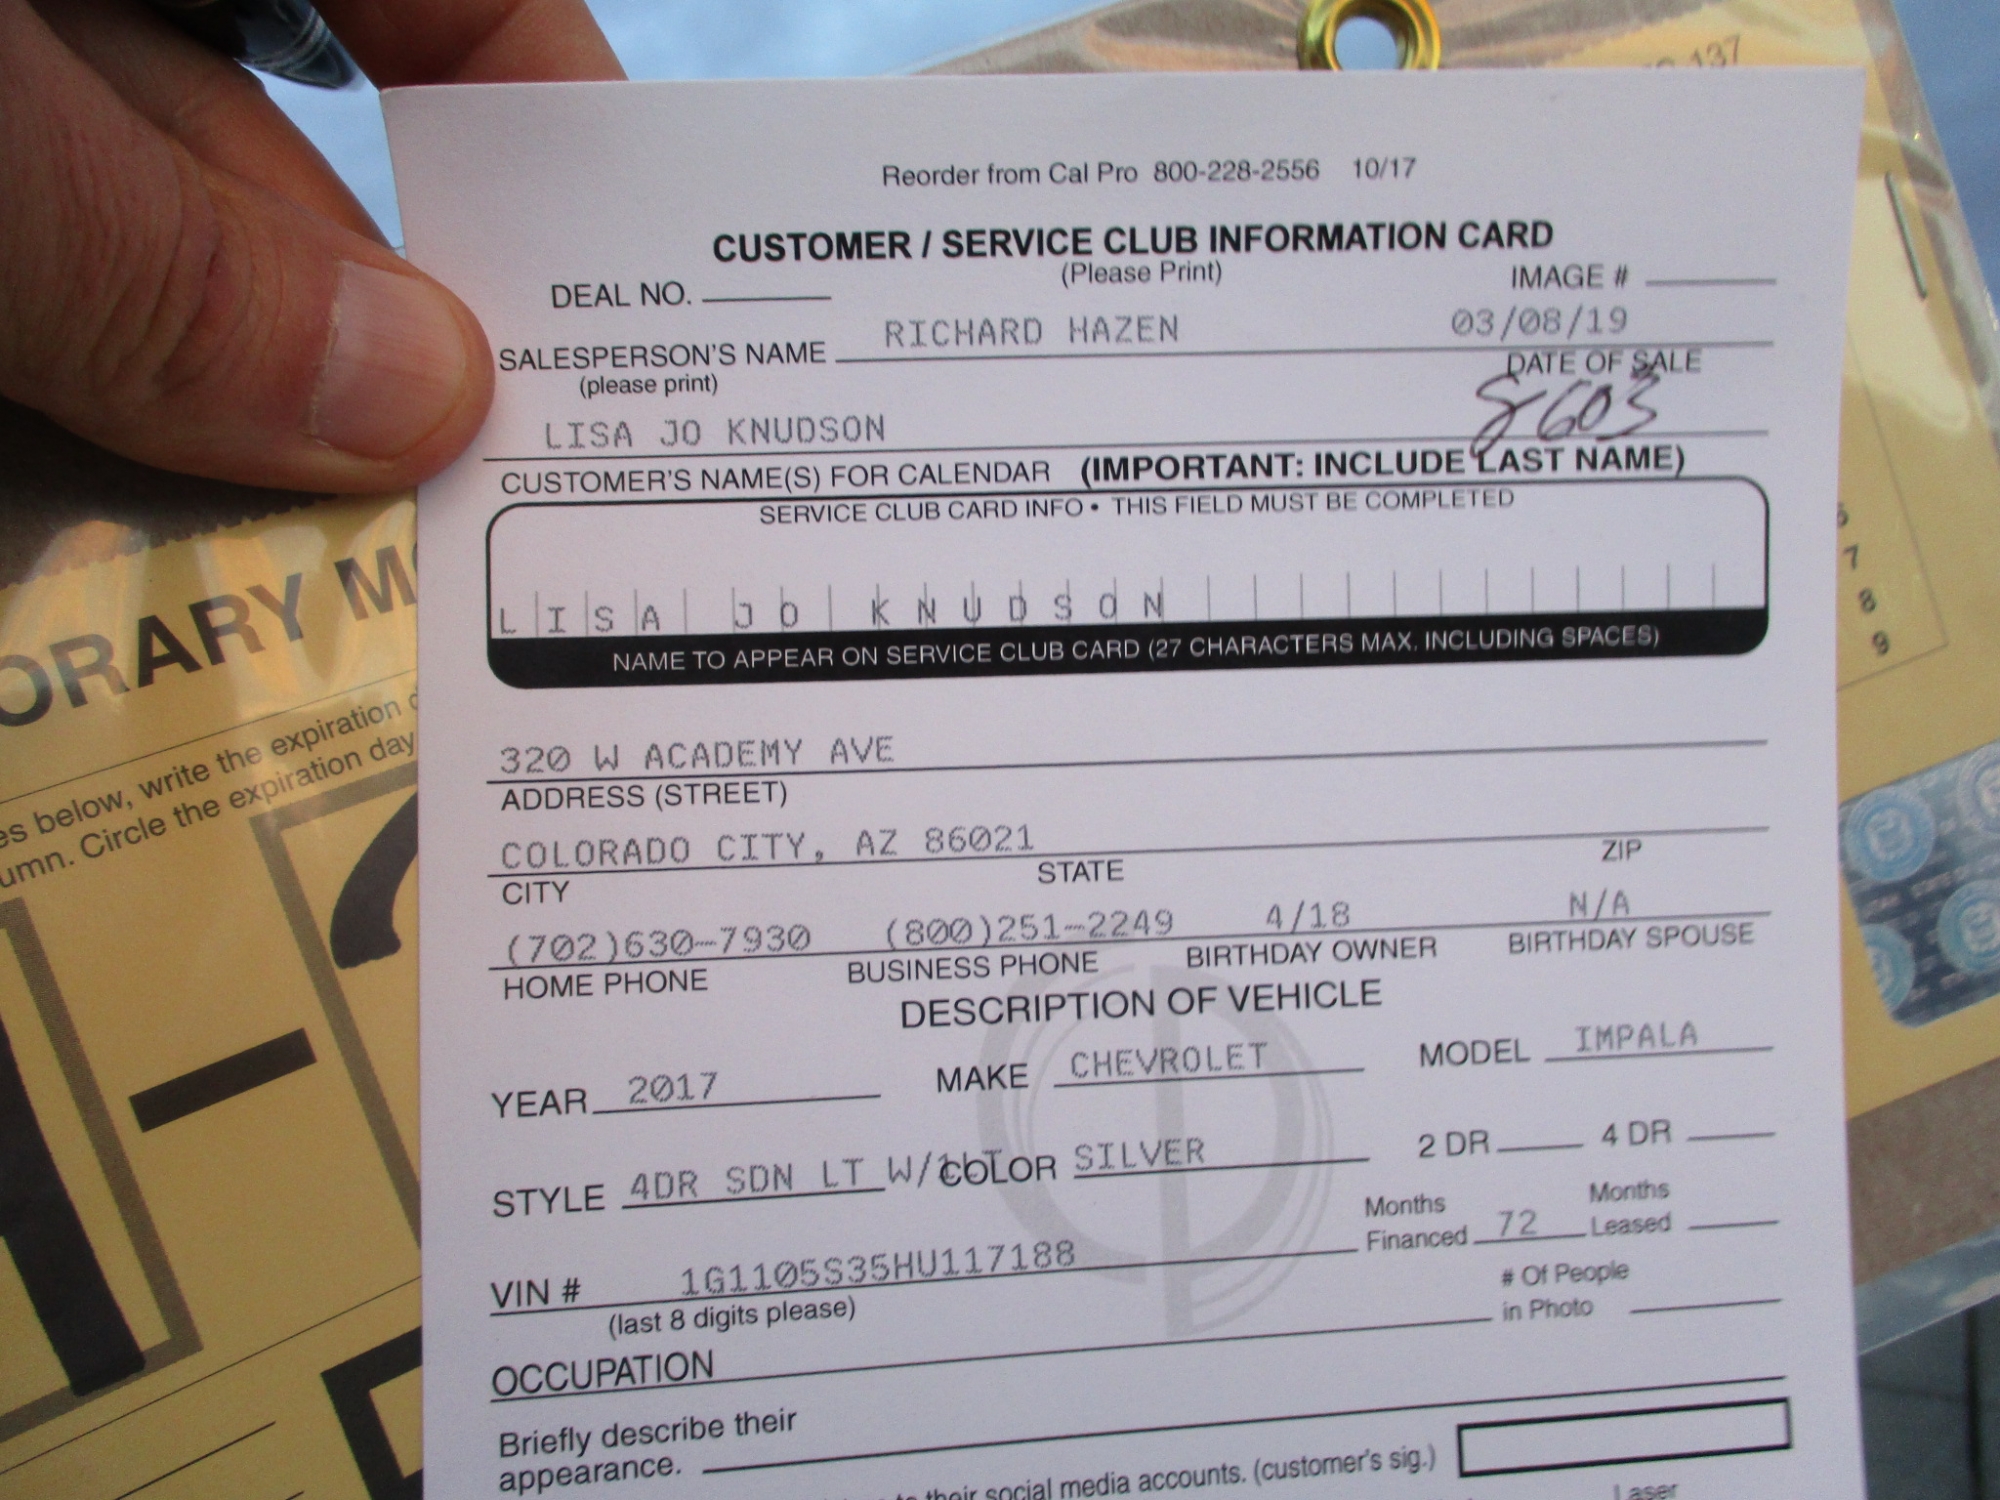 Reorder from Cal Pro 800-228-2556 10/17
CUSTOMER / SERVICE CLUB INFORMATION CARD
(Please Print)
DEAL NO. IMAGE #
RICHARD HAZEN 03/08/19
SALESPERSON'S NAME DATE OF SALE
(please print)
8603
LISA JO KNUDSON
CUSTOMER'S NAME(S) FOR CALENDAR (IMPORTANT: INCLUDE LAST NAME)
SERVICE CLUB CARD INFO • THIS FIELD MUST BE COMPLETED
LISA JO KNUDSON
NAME TO APPEAR ON SERVICE CLUB CARD (27 CHARACTERS MAX. INCLUDING SPACES)
320 W ACADEMY AVE
ADDRESS (STREET)
COLORADO CITY, AZ 86021
CITY STATE ZIP
(702)630-7930 (800)251-2249 4/18 N/A
HOME PHONE BUSINESS PHONE BIRTHDAY OWNER BIRTHDAY SPOUSE
DESCRIPTION OF VEHICLE
YEAR 2017 MAKE CHEVROLET MODEL IMPALA
STYLE 4DR SDN LT W/ COLOR SILVER 2 DR 4 DR
Months Financed 72 Months Leased
VIN # 1G1105S35HU117188
(last 8 digits please)
# Of People in Photo
OCCUPATION
Briefly describe their
appearance.
their social media accounts. (customer's sig.)
Laser
ORARY
es below, write the expiration
umn. Circle the expiration day
137
7
8
9